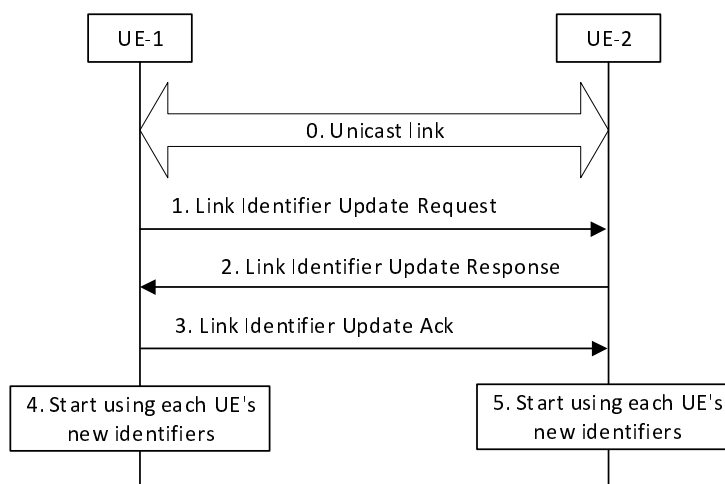 UE-1
UE-2
0. Unicast link
1. Link Identifier Update Request
2. Link Identifier Update Response
3. Link Identifier Update Ack
4. Start using each UE's
new identifiers
5. Start using each UE's
new identifiers